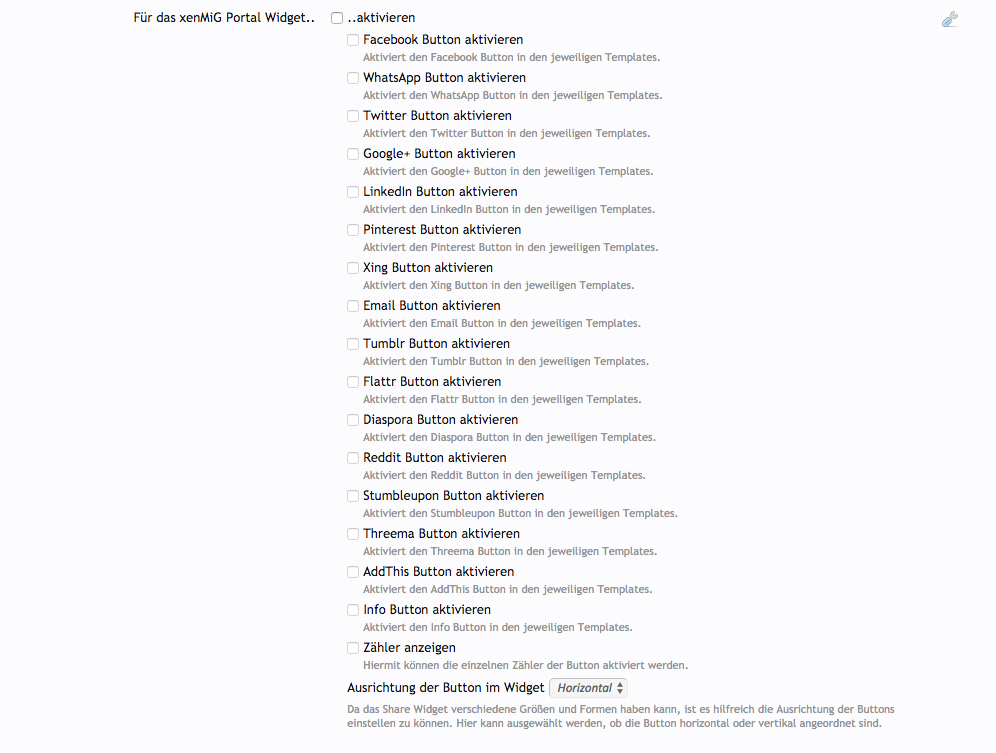 Für das xenMiG Portal Widget.. ..aktivieren
Facebook Button aktivieren
Aktiviert den Facebook Button in den jeweiligen Templates.
WhatsApp Button aktivieren
Aktiviert den WhatsApp Button in den jeweiligen Templates.
Twitter Button aktivieren
Aktiviert den Twitter Button in den jeweiligen Templates.
Google+ Button aktivieren
Aktiviert den Google+ Button in den jeweiligen Templates.
LinkedIn Button aktivieren
Aktiviert den LinkedIn Button in den jeweiligen Templates.
Pinterest Button aktivieren
Aktiviert den Pinterest Button in den jeweiligen Templates.
Xing Button aktivieren
Aktiviert den Xing Button in den jeweiligen Templates.
Email Button aktivieren
Aktiviert den Email Button in den jeweiligen Templates.
Tumblr Button aktivieren
Aktiviert den Tumblr Button in den jeweiligen Templates.
Flattr Button aktivieren
Aktiviert den Flattr Button in den jeweiligen Templates.
Diaspora Button aktivieren
Aktiviert den Diaspora Button in den jeweiligen Templates.
Reddit Button aktivieren
Aktiviert den Reddit Button in den jeweiligen Templates.
Stumbleupon Button aktivieren
Aktiviert den Stumbleupon Button in den jeweiligen Templates.
Threema Button aktivieren
Aktiviert den Threema Button in den jeweiligen Templates.
AddThis Button aktivieren
Aktiviert den AddThis Button in den jeweiligen Templates.
Info Button aktivieren
Aktiviert den Info Button in den jeweiligen Templates.
Zähler anzeigen
Hiermit können die einzelnen Zähler der Button aktiviert werden.
Ausrichtung der Button im Widget Horizontal
Da das Share Widget verschiedene Größen und Formen haben kann, ist es hilfreich die Ausrichtung der Buttons
einstellen zu können. Hier kann ausgewählt werden, ob die Button horizontal oder vertikal angeordnet sind.